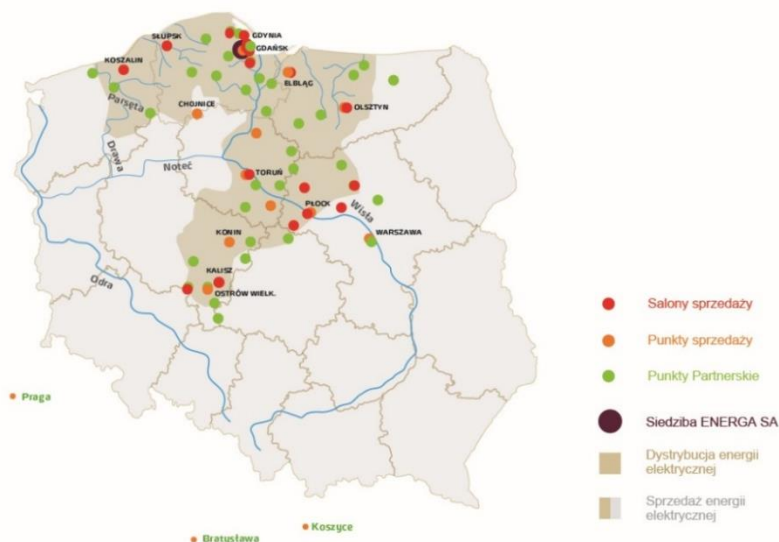 GDYNIA
SŁUPSK
GDAŃSK
KOSZALIN
ELBLĄG
Parsęta
CHOJNICE
OLSZTYN
Drawa
Noteć
TORUŃ
PŁOCK
Wisła
KONIN
WARSZAWA
KALISZ
Odra
OSTRÓW WIELK.
Salony sprzedaży
Punkty sprzedaży
Punkty Partnerskie
Praga
Siedziba ENERGA SA
Dystrybucja energii
elektrycznej
Sprzedaż energii
elektrycznej
Koszyce
Bratysława